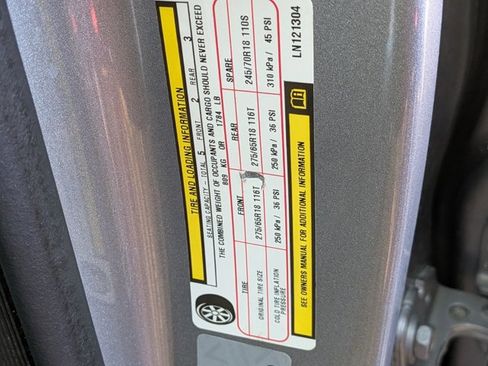 TIRE AND LOADING INFORMATION
SEATING CAPACITY – TOTAL 5 FRONT 2 REAR 3
THE COMBINED WEIGHT OF OCCUPANTS AND CARGO SHOULD NEVER EXCEED
809 KG OR 1784 LB
TIRE FRONT REAR SPARE
ORIGINAL TIRE SIZE 275/65R18 116T 275/65R18 116T 245/70R18 110S
COLD TIRE INFLATION PRESSURE 250 kPa / 36 PSI 250 kPa / 36 PSI 310 kPa / 45 PSI
SEE OWNERS MANUAL FOR ADDITIONAL INFORMATION
LN121304